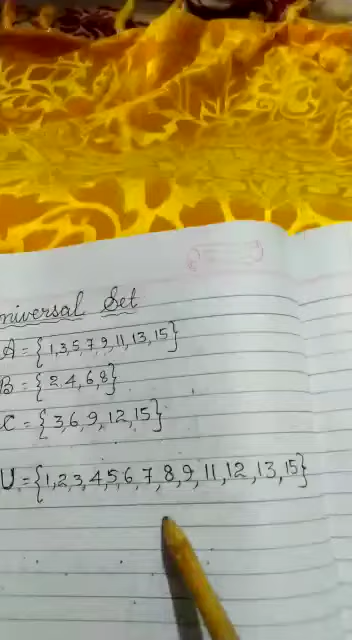 niversal Set
A = {1,3,5,7,9,11,13,15}
B = {2,4,6,8}
C = {3,6,9,12,15}
U = {1,2,3,4,5,6,7,8,9,11,12,13,15}